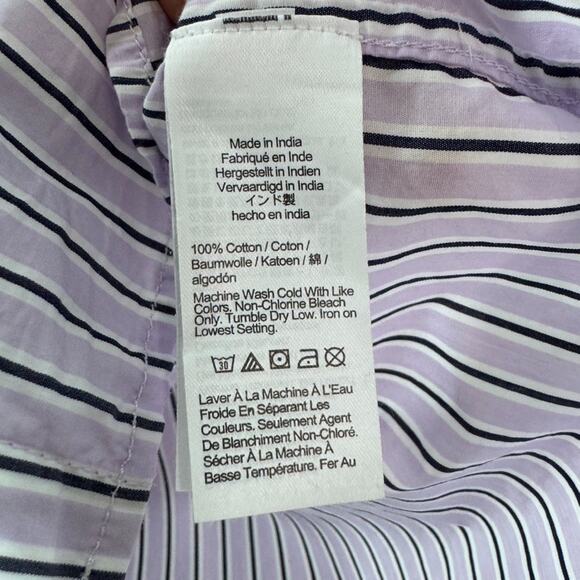 Made in India
Fabriqué en Inde
Hergestellt in Indien
Vervaardigd in India
インド製
hecho en india
100% Cotton / Coton /
Baumwolle / Katoen / 綿 /
algodón
Machine Wash Cold With Like
Colors. Non-Chlorine Bleach
Only. Tumble Dry Low. Iron on
Lowest Setting.
30
Laver À La Machine À L'Eau
Froide En Séparant Les
Couleurs. Seulement Agent
De Blanchiment Non-Chloré.
Sécher À La Machine À
Basse Température. Fer Au